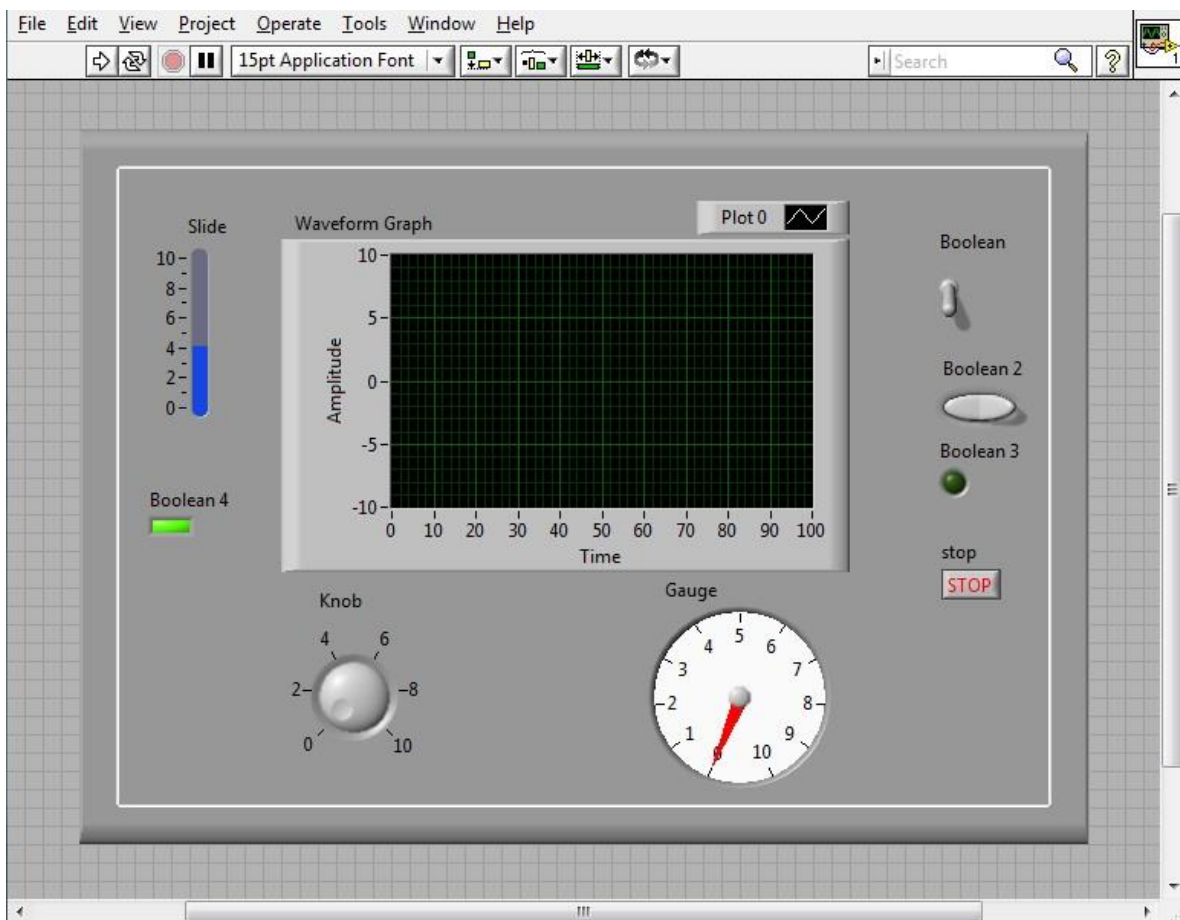 File Edit View Project Operate Tools Window Help
15pt Application Font
Search
?
1
Slide
10
8
6
4
2
0
Waveform Graph
Plot 0
10
5
0
-5
-10
Amplitude
0 10 20 30 40 50 60 70 80 90 100
Time
Boolean
Boolean 2
Boolean 3
Boolean 4
stop
STOP
Knob
0 2 4 6 8 10
Gauge
0 1 2 3 4 5 6 7 8 9 10